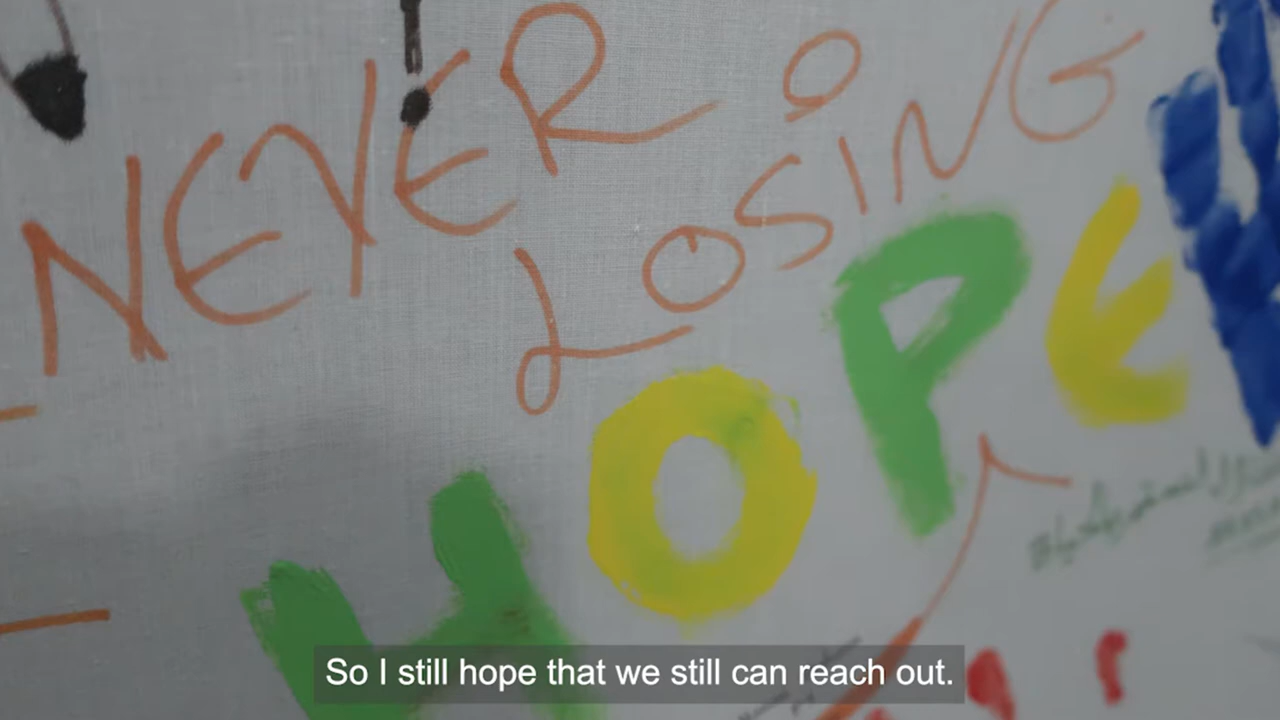 NEVER
LOSING
HOPE
So I still hope that we still can reach out.